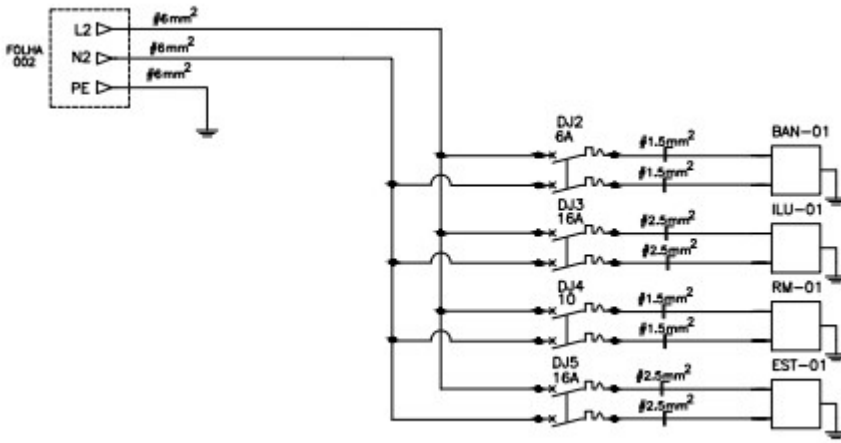 FOLHA
002
L2
#6mm²
N2
#6mm²
PE
#6mm²
DJ2
6A
#1.5mm²
#1.5mm²
BAN-01
DJ3
16A
#2.5mm²
#2.5mm²
ILU-01
DJ4
10
#1.5mm²
#1.5mm²
RM-01
DJ5
16A
#2.5mm²
#2.5mm²
EST-01